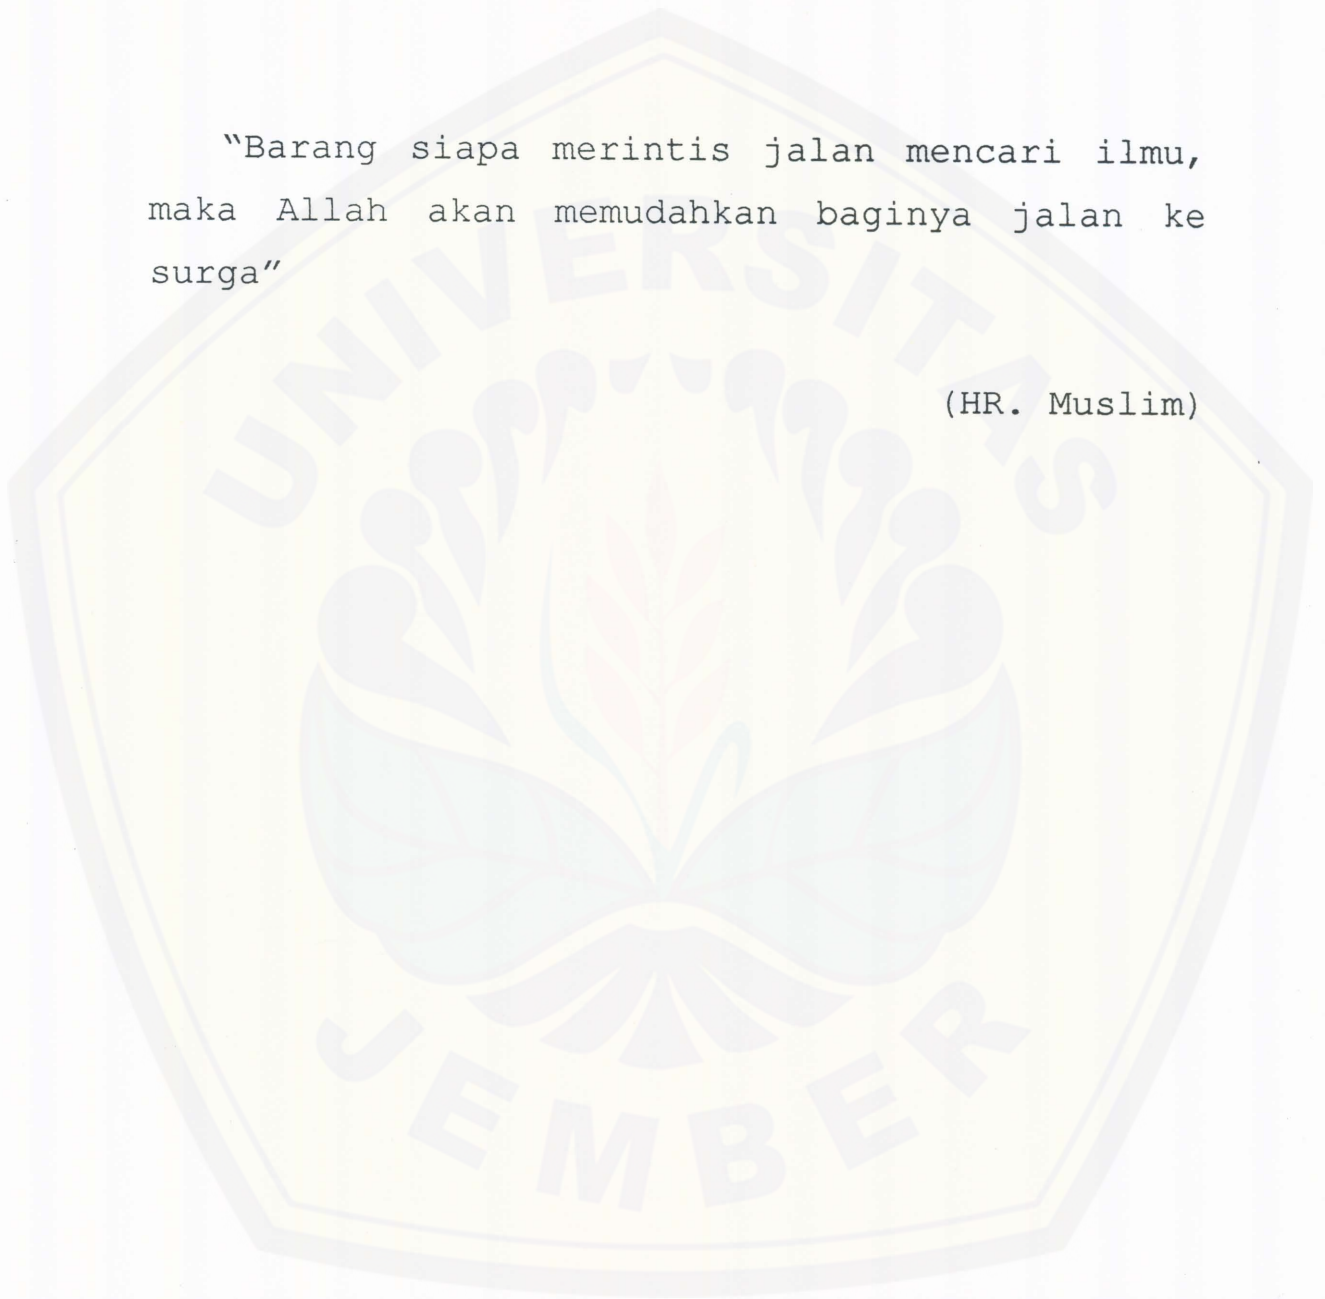 “Barang siapa merintis jalan mencari ilmu,
maka Allah akan memudahkan baginya jalan ke
surga”
(HR. Muslim)
UNIVERSITAS
JEMBER